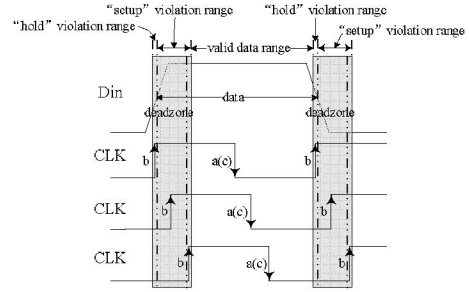 “setup” violation range
“hold” violation range
“hold” violation range
“setup” violation range
valid data range
Din
data
deadzone
deadzone
CLK
b
a(c)
b
CLK
b
a(c)
b
CLK
b
a(c)
b